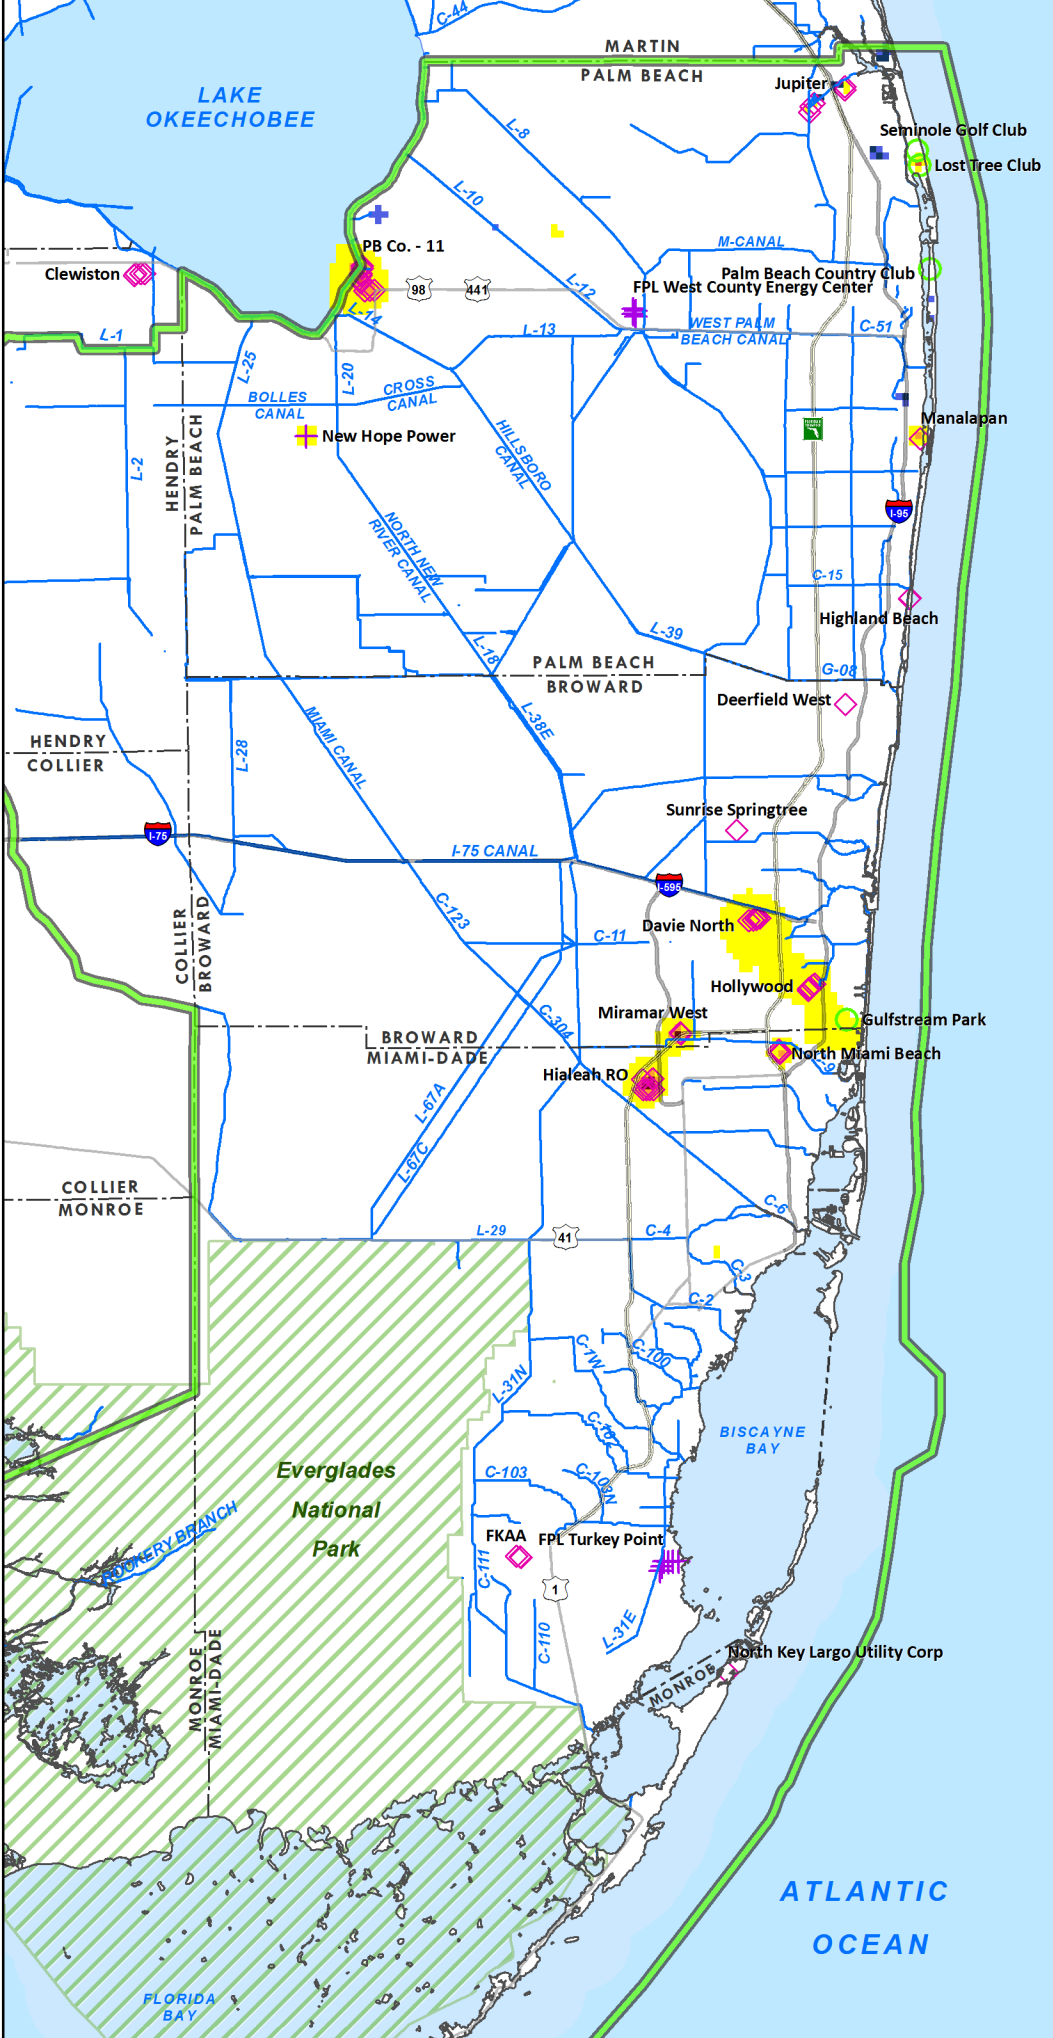 C-44
MARTIN
PALM BEACH
LAKE
OKEECHOBEE
Jupiter
L-8
Seminole Golf Club
Lost Tree Club
L-10
PB Co. - 11
M-CANAL
Clewiston
Palm Beach Country Club
98
441
L-12
FPL West County Energy Center
L-14
L-13
WEST PALM
BEACH CANAL
C-51
L-1
L-25
L-20
CROSS
CANAL
BOLLES
CANAL
Manalapan
New Hope Power
HENDRY
PALM BEACH
L-2
HILLSBORO
CANAL
I-95
NORTH NEW
RIVER CANAL
C-15
Highland Beach
L-18
L-39
PALM BEACH
BROWARD
G-08
Deerfield West
L-38E
MIAMI CANAL
HENDRY
COLLIER
L-28
Sunrise Springtree
I-75
I-75 CANAL
I-595
COLLIER
BROWARD
C-123
Davie North
C-11
Hollywood
Miramar West
C-304
Gulfstream Park
BROWARD
MIAMI-DADE
North Miami Beach
C-9
Hialeah RO
L-67A
L-67C
COLLIER
MONROE
C-6
L-29
41
C-4
C-3
C-2
C-1W
C-100
L-31N
C-102
BISCAYNE
BAY
Everglades
National
Park
C-103
C-103N
ROOKERY BRANCH
FKAA
FPL Turkey Point
C-111
1
L-31E
C-110
MONROE
MIAMI-DADE
North Key Largo Utility Corp
MONROE
ATLANTIC
OCEAN
FLORIDA
BAY